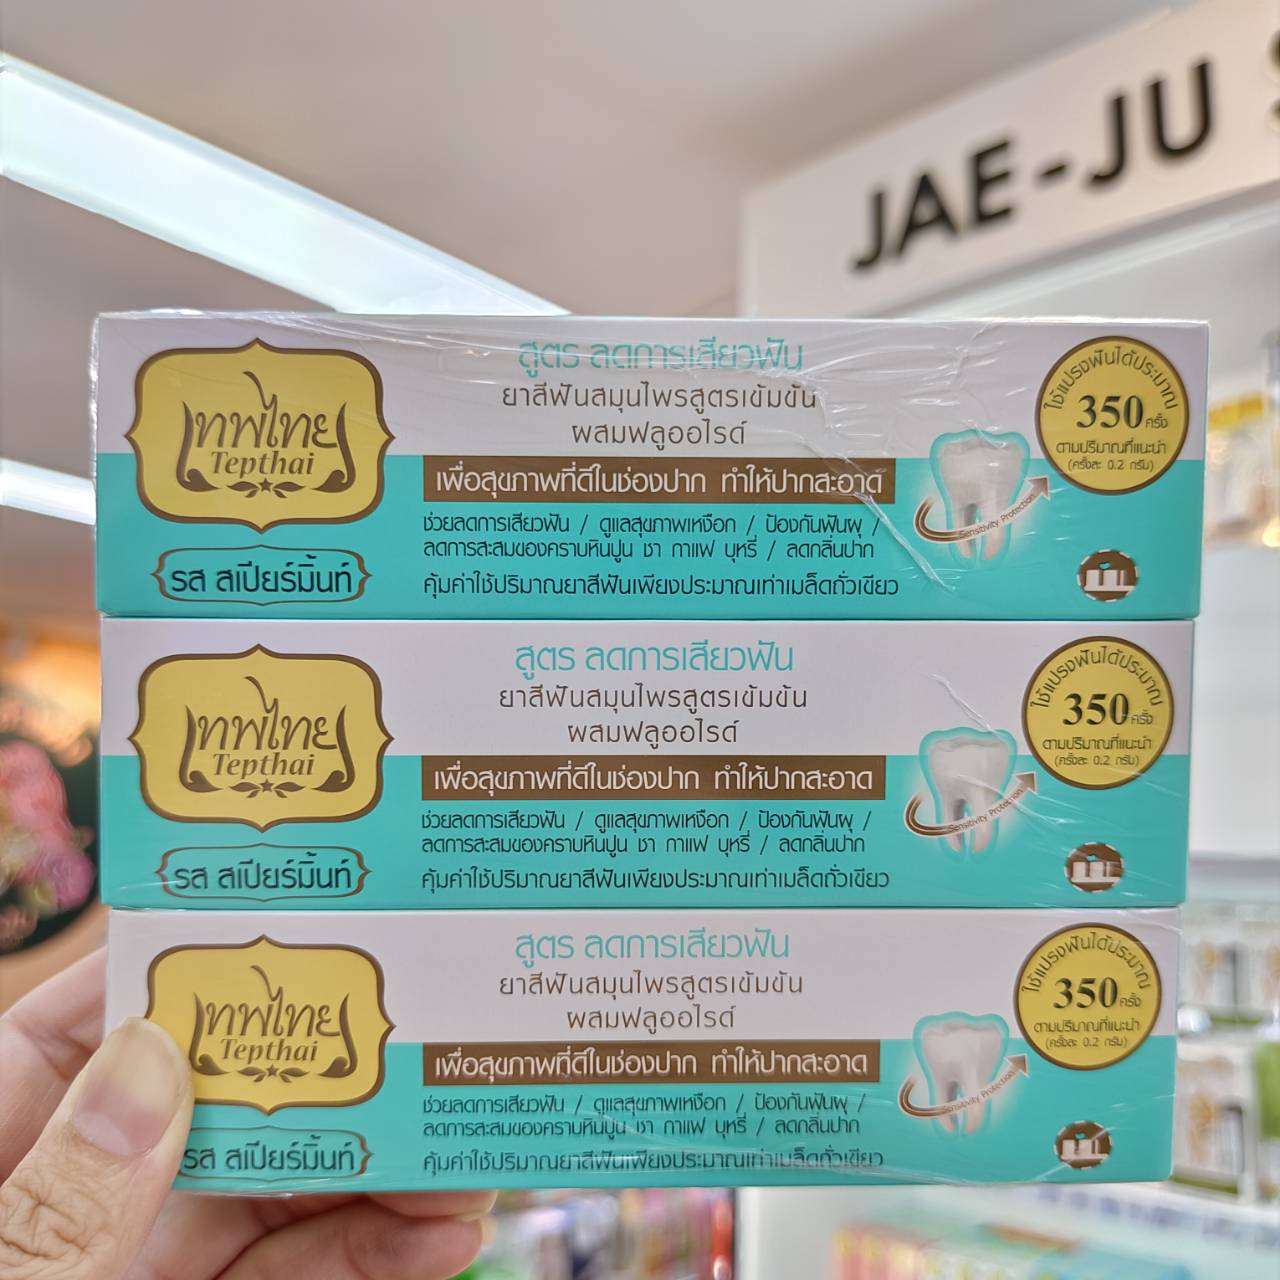 JAE-JU S
เทพไทย
Tepthai
รส สเปียร์มิ้นท์
สูตร ลดการเสียวฟัน
ยาสีฟันสมุนไพรสูตรเข้มข้น
ผสมฟลูออไรด์
เพื่อสุขภาพที่ดีในช่องปาก ทำให้ปากสะอาด
ช่วยลดการเสียวฟัน / ดูแลสุขภาพเหงือก / ป้องกันฟันผุ /
ลดการสะสมของคราบหินปูน ชา กาแฟ บุหรี่ / ลดกลิ่นปาก
คุ้มค่าใช้ปริมาณยาสีฟันเพียงประมาณเท่าเมล็ดถั่วเขียว
Sensitivity Protection
ใช้แปรงฟันได้ประมาณ
350 ครั้ง
ตามปริมาณที่แนะนำ
(ครั้งละ 0.2 กรัม)
เทพไทย
Tepthai
รส สเปียร์มิ้นท์
สูตร ลดการเสียวฟัน
ยาสีฟันสมุนไพรสูตรเข้มข้น
ผสมฟลูออไรด์
เพื่อสุขภาพที่ดีในช่องปาก ทำให้ปากสะอาด
ช่วยลดการเสียวฟัน / ดูแลสุขภาพเหงือก / ป้องกันฟันผุ /
ลดการสะสมของคราบหินปูน ชา กาแฟ บุหรี่ / ลดกลิ่นปาก
คุ้มค่าใช้ปริมาณยาสีฟันเพียงประมาณเท่าเมล็ดถั่วเขียว
Sensitivity Protection
ใช้แปรงฟันได้ประมาณ
350 ครั้ง
ตามปริมาณที่แนะนำ
(ครั้งละ 0.2 กรัม)
เทพไทย
Tepthai
รส สเปียร์มิ้นท์
สูตร ลดการเสียวฟัน
ยาสีฟันสมุนไพรสูตรเข้มข้น
ผสมฟลูออไรด์
เพื่อสุขภาพที่ดีในช่องปาก ทำให้ปากสะอาด
ช่วยลดการเสียวฟัน / ดูแลสุขภาพเหงือก / ป้องกันฟันผุ /
ลดการสะสมของคราบหินปูน ชา กาแฟ บุหรี่ / ลดกลิ่นปาก
คุ้มค่าใช้ปริมาณยาสีฟันเพียงประมาณเท่าเมล็ดถั่วเขียว
Sensitivity Protection
ใช้แปรงฟันได้ประมาณ
350 ครั้ง
ตามปริมาณที่แนะนำ
(ครั้งละ 0.2 กรัม)